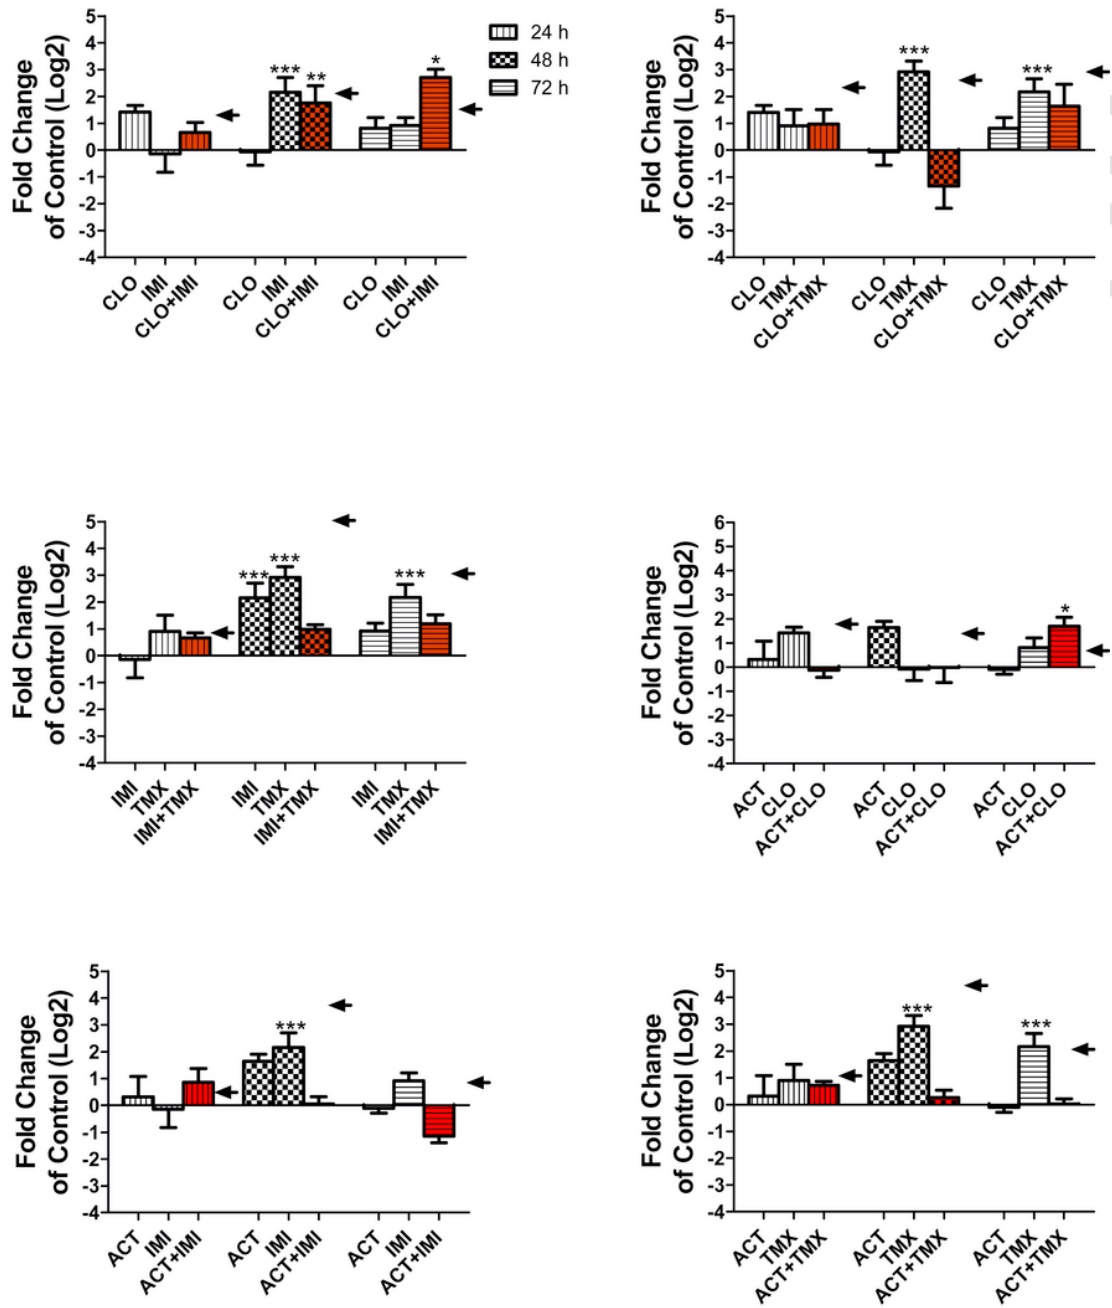 5
4
3
2
1
0
-1
-2
-3
-4
Fold Change
of Control (Log2)
***
**
*
24 h
48 h
72 h
CLO
IMI
CLO+IMI
CLO
IMI
CLO+IMI
CLO
IMI
CLO+IMI
5
4
3
2
1
0
-1
-2
-3
-4
Fold Change
of Control (Log2)
***
***
CLO
TMX
CLO+TMX
CLO
TMX
CLO+TMX
CLO
TMX
CLO+TMX
5
4
3
2
1
0
-1
-2
-3
-4
Fold Change
of Control (Log2)
***
***
***
IMI
TMX
IMI+TMX
IMI
TMX
IMI+TMX
IMI
TMX
IMI+TMX
6
5
4
3
2
1
0
-1
-2
-3
-4
Fold Change
of Control (Log2)
*
ACT
CLO
ACT+CLO
ACT
CLO
ACT+CLO
ACT
CLO
ACT+CLO
5
4
3
2
1
0
-1
-2
-3
-4
Fold Change
of Control (Log2)
***
ACT
IMI
ACT+IMI
ACT
IMI
ACT+IMI
ACT
IMI
ACT+IMI
5
4
3
2
1
0
-1
-2
-3
-4
Fold Change
of Control (Log2)
***
***
ACT
TMX
ACT+TMX
ACT
TMX
ACT+TMX
ACT
TMX
ACT+TMX